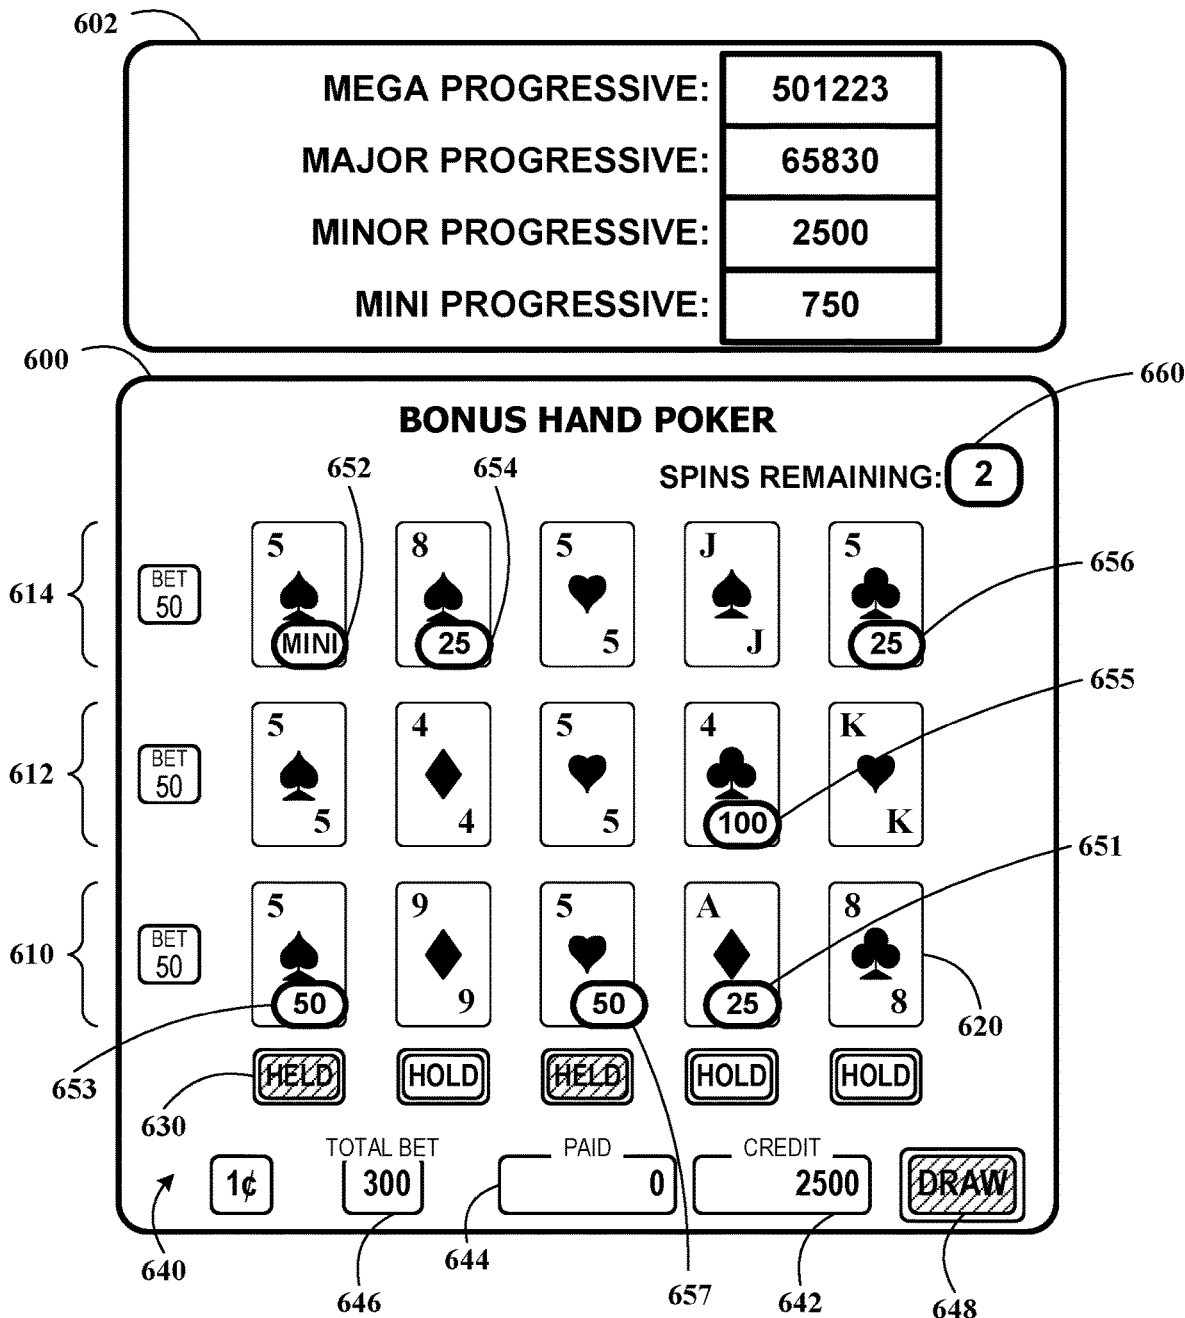 602
MEGA PROGRESSIVE: 501223
MAJOR PROGRESSIVE: 65830
MINOR PROGRESSIVE: 2500
MINI PROGRESSIVE: 750
600
660
BONUS HAND POKER
652 654
SPINS REMAINING: 2
5 8 5 J 5
614
BET
50
656
MINI 25 5 J 25
655
5 4 5 4 K
612
BET
50
5 4 5 100 K
651
5 9 5 A 8
610
BET
50
50 9 50 25 8
620
653
HELD HOLD HELD HOLD HOLD
630
TOTAL BET PAID CREDIT
1¢ 300 0 2500 DRAW
640 646 644 657 642 648